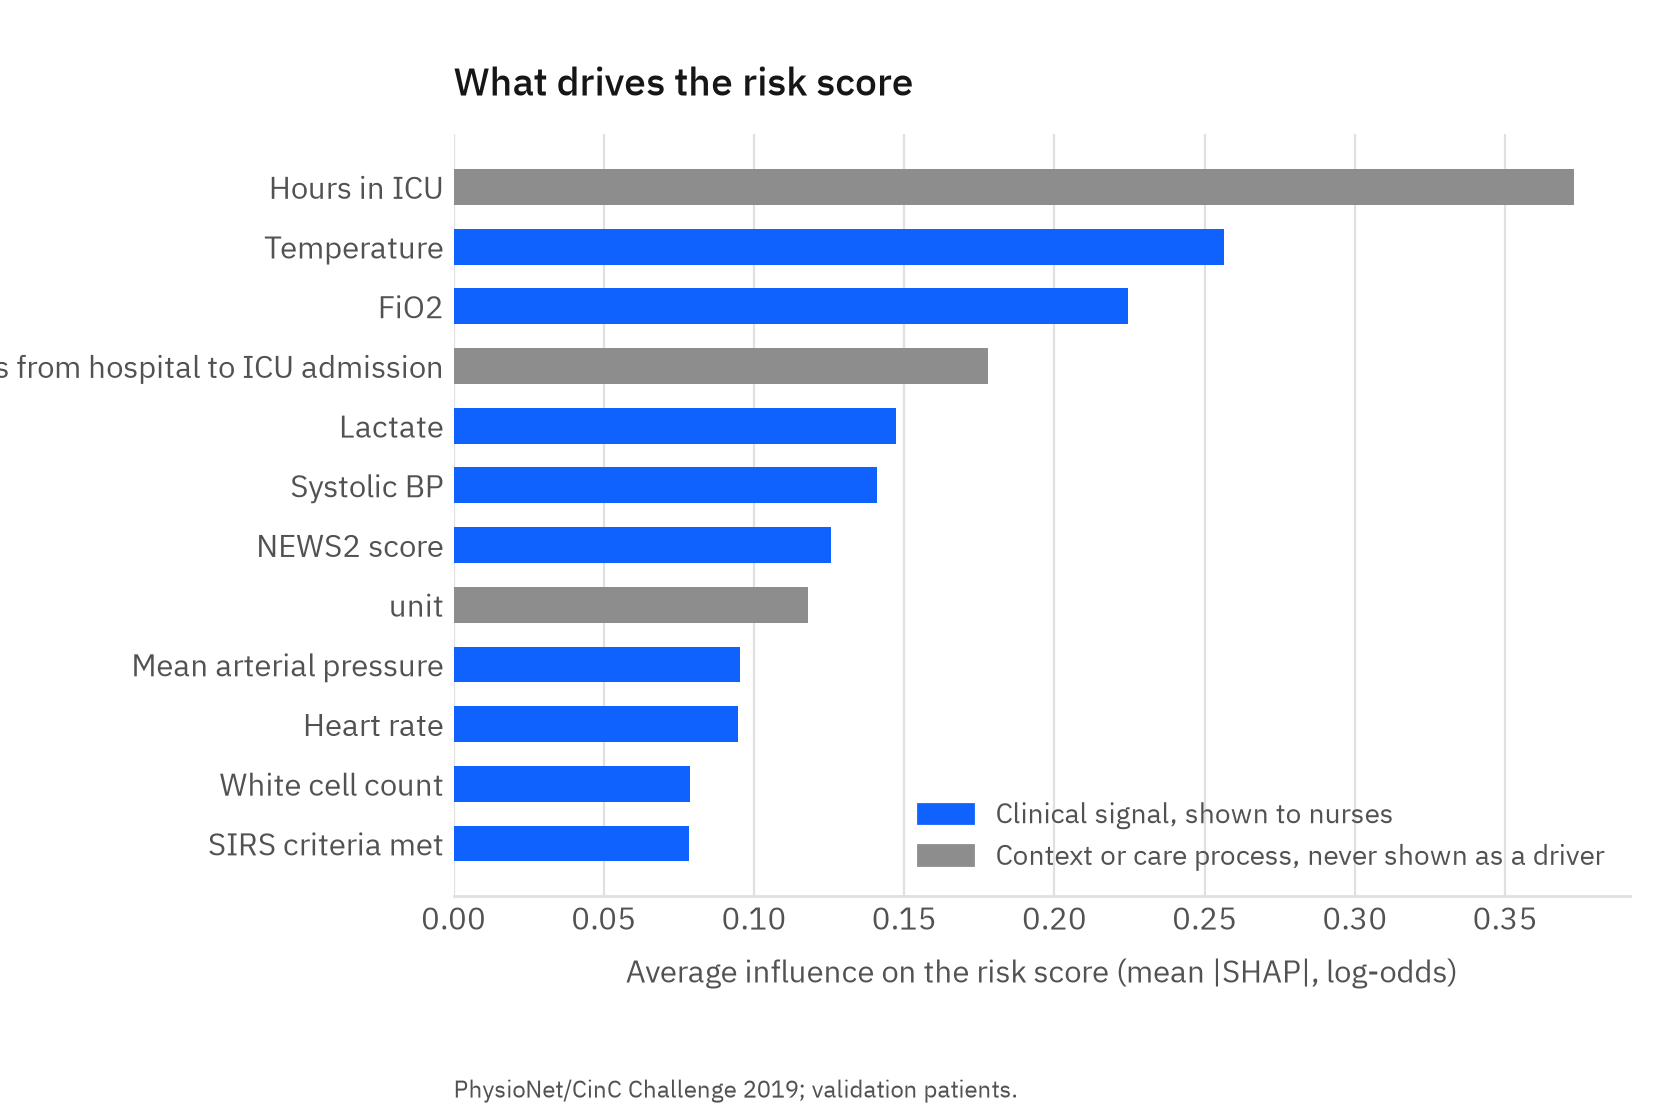 What drives the risk score
Hours in ICU
Temperature
FiO2
from hospital to ICU admission
Lactate
Systolic BP
NEWS2 score
unit
Mean arterial pressure
Heart rate
White cell count
SIRS criteria met
Clinical signal, shown to nurses
Context or care process, never shown as a driver
0.00 0.05 0.10 0.15 0.20 0.25 0.30 0.35
Average influence on the risk score (mean |SHAP|, log-odds)
PhysioNet/CinC Challenge 2019; validation patients.